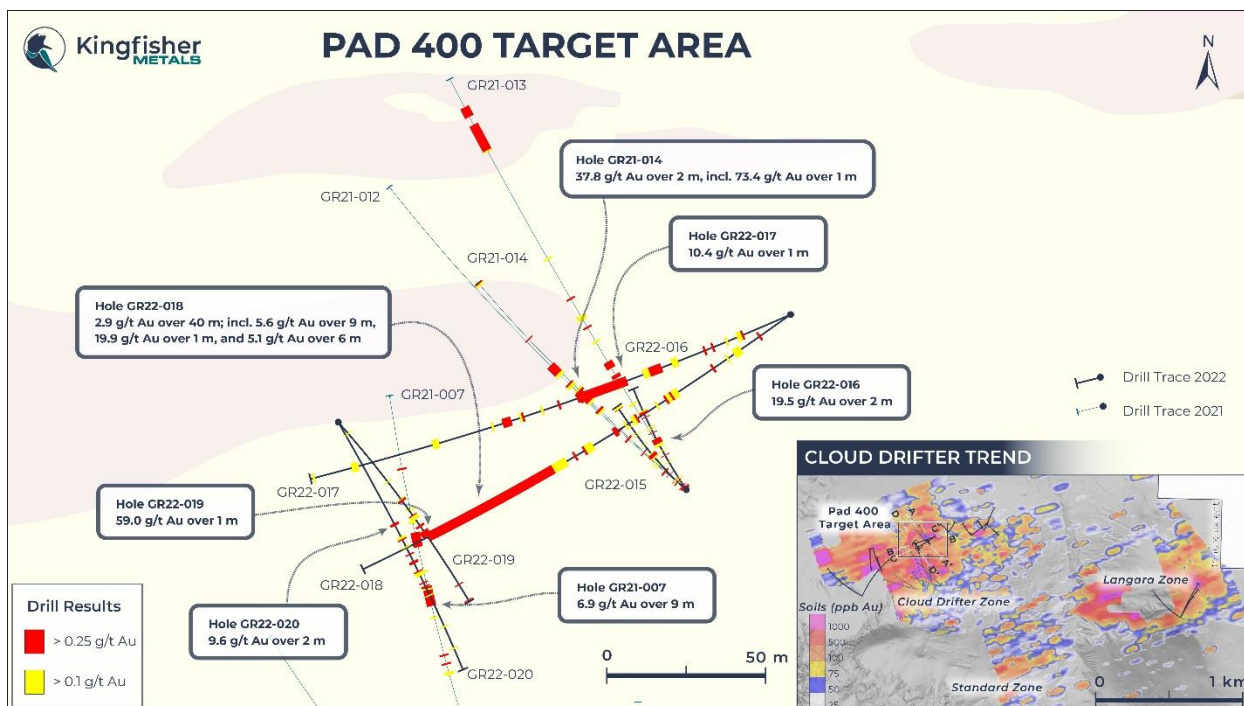 Kingfisher
METALS
PAD 400 TARGET AREA
N
GR21-013
GR21-012
GR21-014
Hole GR21-014
37.8 g/t Au over 2 m, incl. 73.4 g/t Au over 1 m
Hole GR22-017
10.4 g/t Au over 1 m
Hole GR22-018
2.9 g/t Au over 40 m; incl. 5.6 g/t Au over 9 m,
19.9 g/t Au over 1 m, and 5.1 g/t Au over 6 m
GR22-016
Hole GR22-016
19.5 g/t Au over 2 m
Drill Trace 2022
Drill Trace 2021
GR21-007
GR22-017
GR22-015
Hole GR22-019
59.0 g/t Au over 1 m
GR22-019
GR22-018
Hole GR21-007
6.9 g/t Au over 9 m
Hole GR22-020
9.6 g/t Au over 2 m
GR22-020
0 50 m
Drill Results
> 0.25 g/t Au
> 0.1 g/t Au
CLOUD DRIFTER TREND
Pad 400
Target Area
D A
C'
B'
B
C
A'
D'
Langara Zone
Cloud Drifter Zone
Soils (ppb Au)
1000
500
100
75
50
25
Standard Zone
0 1 km